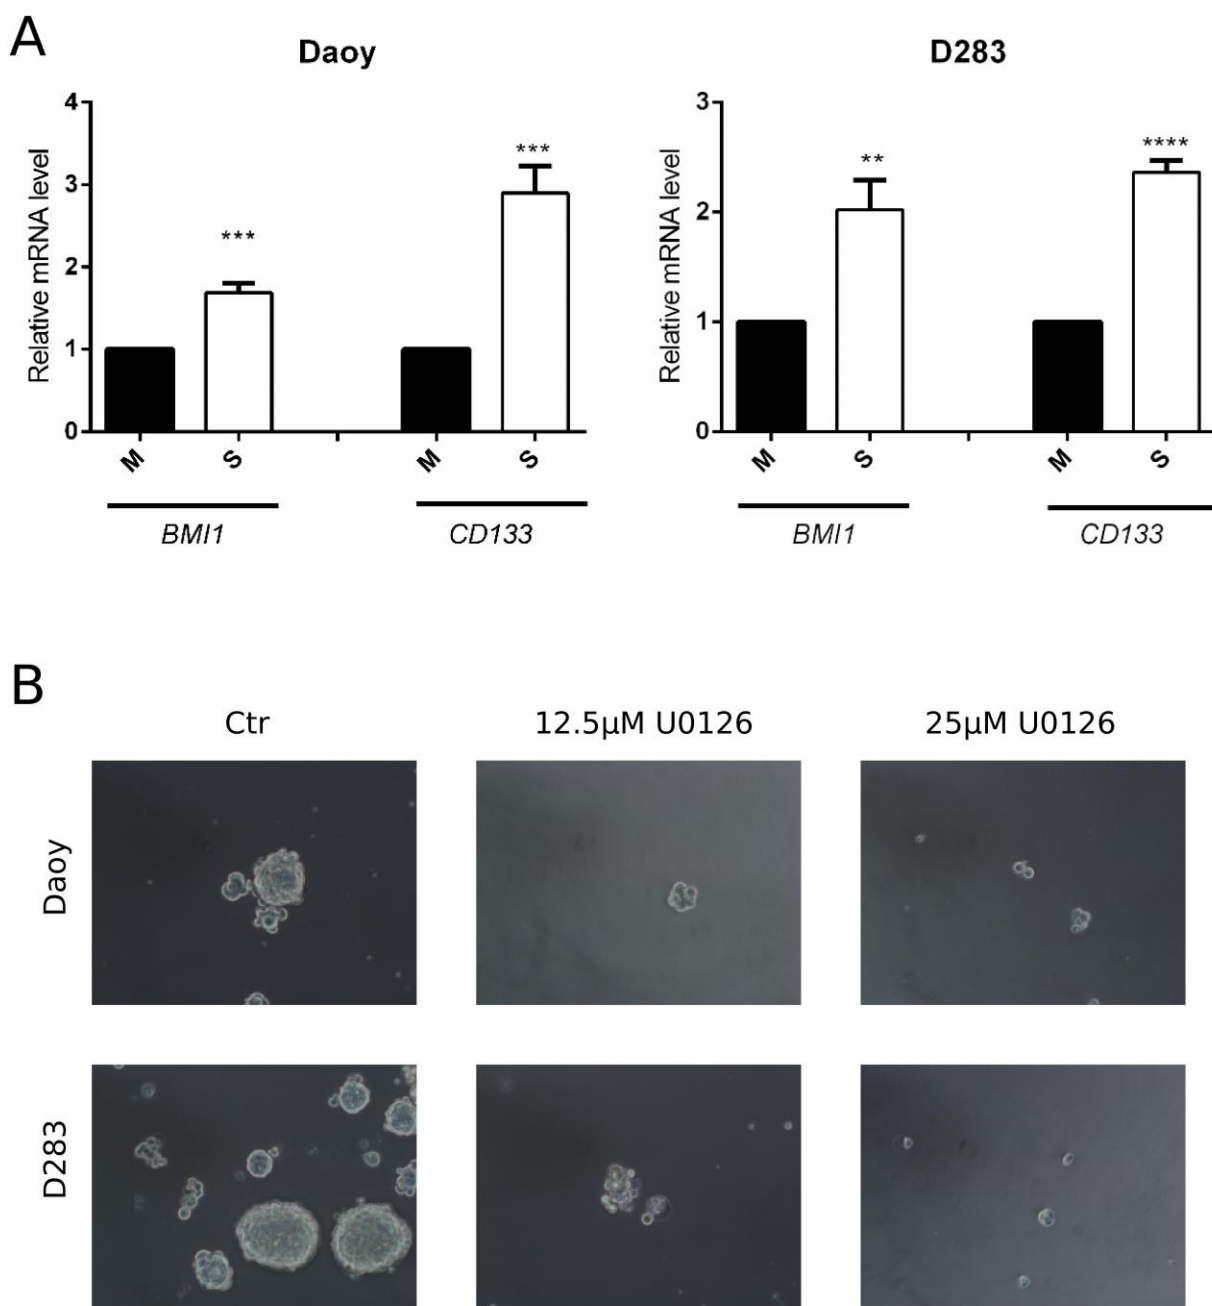 A
Daoy
D283
Relative mRNA level
4
3
2
1
0
***
***
M
S
M
S
BMI1
CD133
Relative mRNA level
3
2
1
0
**
****
M
S
M
S
BMI1
CD133
B
Ctr
12.5µM U0126
25µM U0126
Daoy
D283